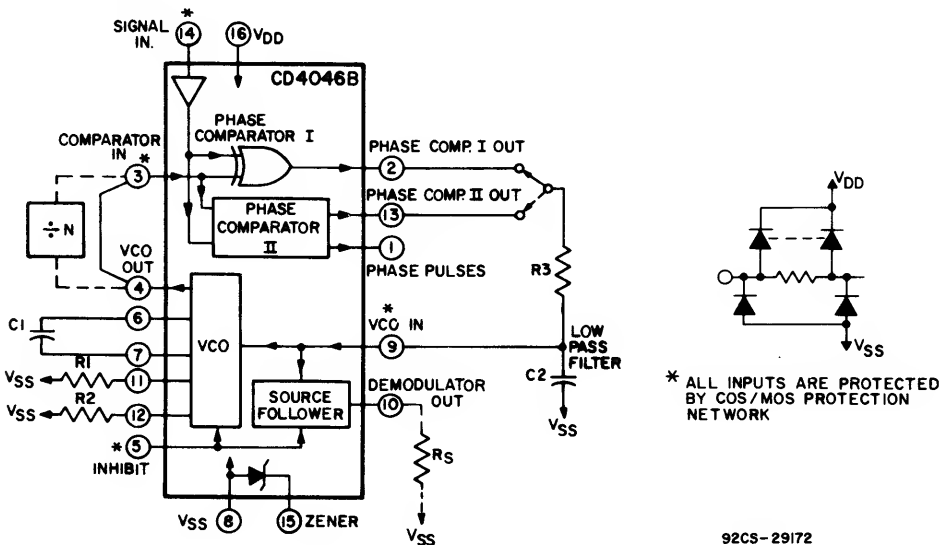 *
SIGNAL IN.
14
16
VDD
CD4046B
PHASE
COMPARATOR I
COMPARATOR
IN
*
3
÷N
VCO
OUT
4
PHASE COMP. I OUT
2
PHASE COMP. II OUT
13
PHASE
COMPARATOR
II
1
PHASE PULSES
R3
C1
6
7
VCO
*
VCO IN
9
LOW
PASS
FILTER
C2
VSS
VSS
R1
11
VSS
R2
12
SOURCE
FOLLOWER
DEMODULATOR
OUT
10
RS
VSS
*
5
INHIBIT
VSS
8
15
ZENER
VDD
VSS
* ALL INPUTS ARE PROTECTED
BY COS/MOS PROTECTION
NETWORK
92CS-29172